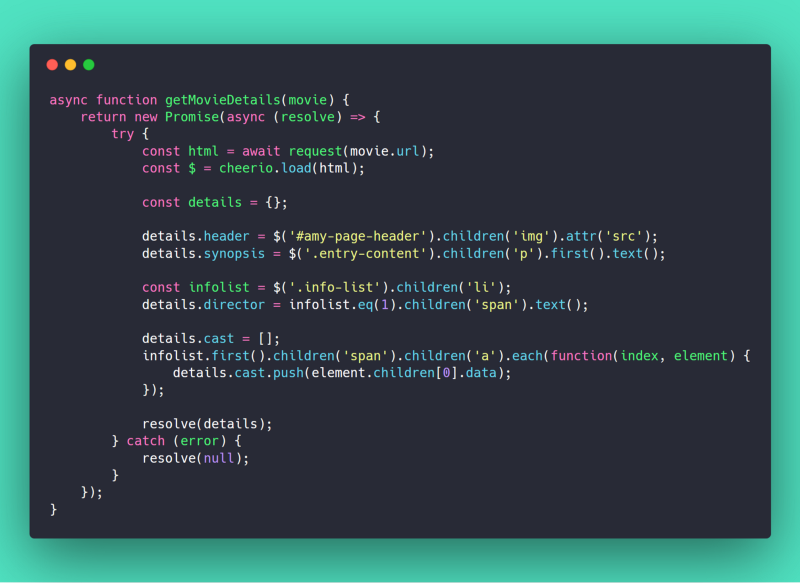 async function getMovieDetails(movie) {
    return new Promise(async (resolve) => {
        try {
            const html = await request(movie.url);
            const $ = cheerio.load(html);

            const details = {};

            details.header = $('#amy-page-header').children('img').attr('src');
            details.synopsis = $('.entry-content').children('p').first().text();

            const infolist = $('.info-list').children('li');
            details.director = infolist.eq(1).children('span').text();

            details.cast = [];
            infolist.first().children('span').children('a').each(function(index, element) {
                details.cast.push(element.children[0].data);
            });

            resolve(details);
        } catch (error) {
            resolve(null);
        }
    });
}